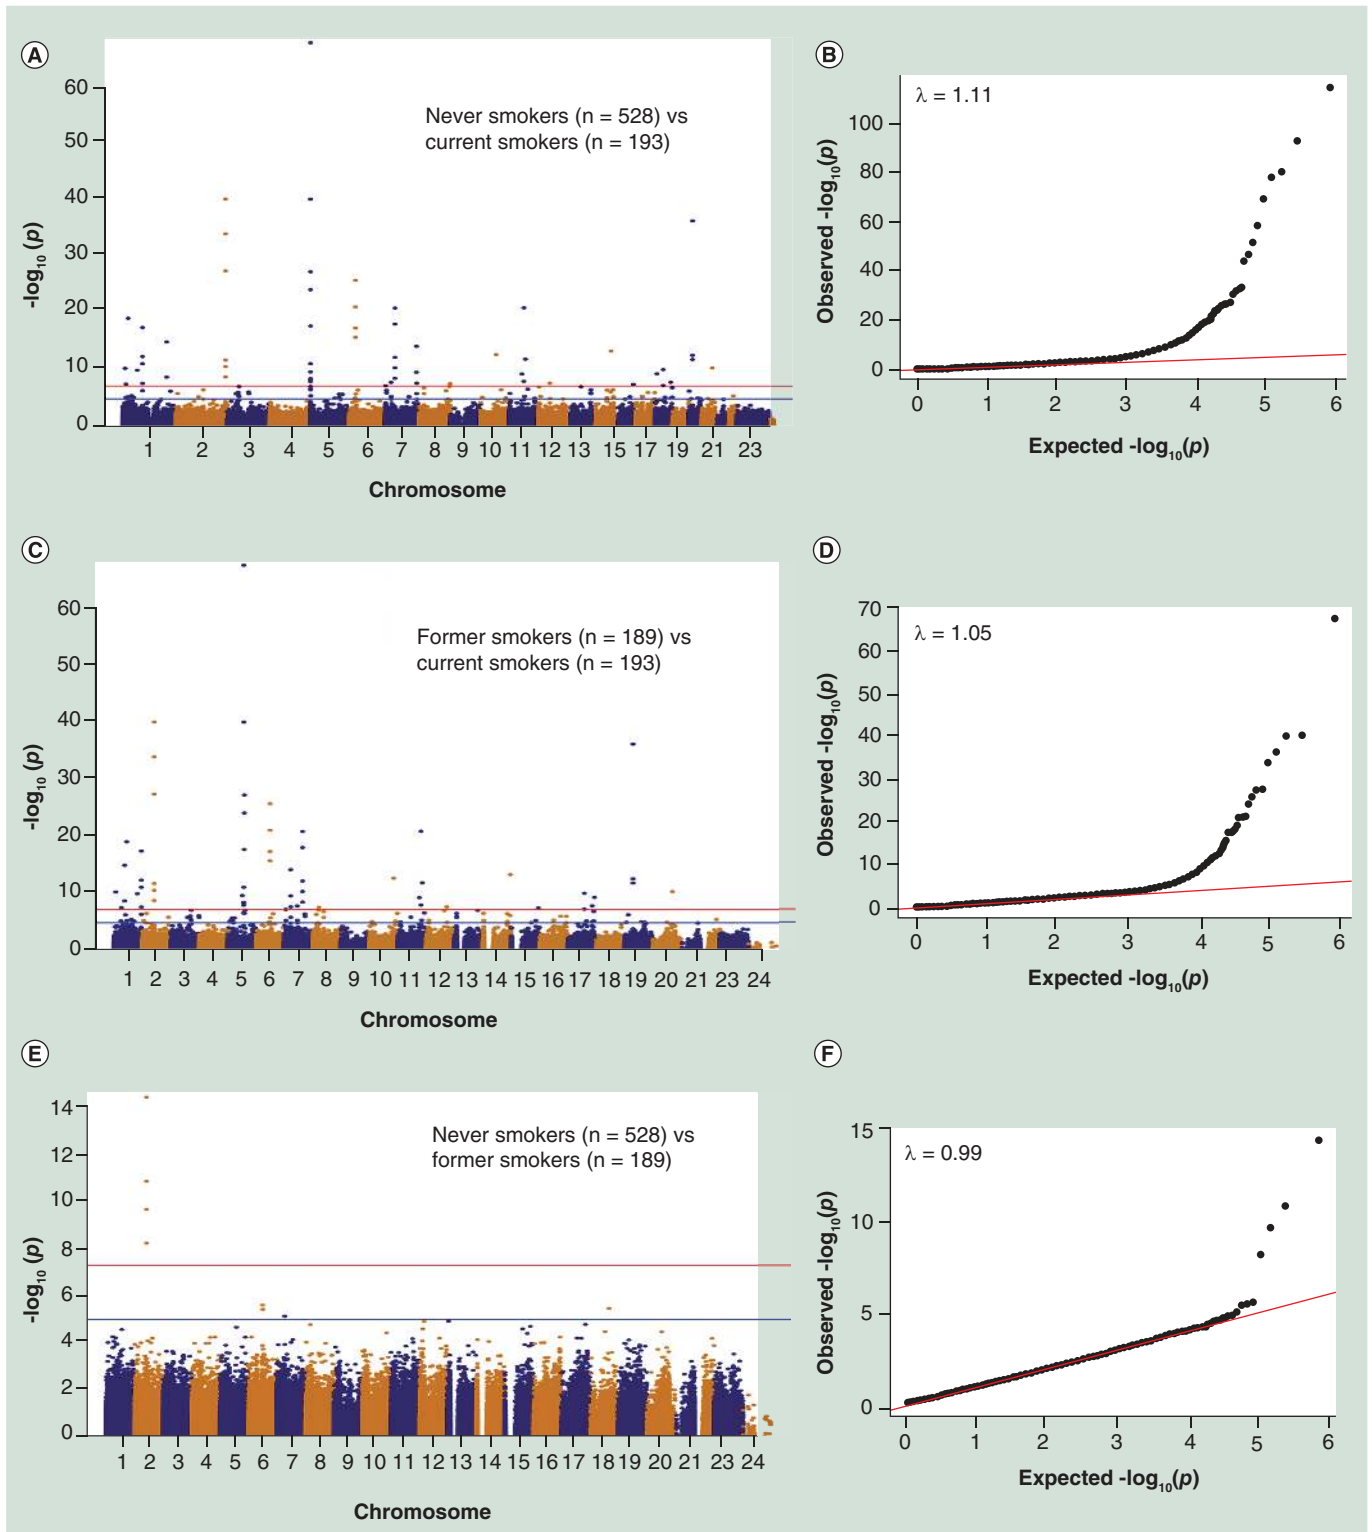 A
Never smokers (n = 528) vs
current smokers (n = 193)
60
50
40
30
20
10
0
-log10 (p)
1 2 3 4 5 6 7 8 9 10 11 12 13 15 17 19 21 23
Chromosome
B
λ = 1.11
100
80
60
40
20
0
Observed -log10(p)
0 1 2 3 4 5 6
Expected -log10(p)
C
Former smokers (n = 189) vs
current smokers (n = 193)
60
50
40
30
20
10
0
-log10 (p)
1 2 3 4 5 6 7 8 9 10 11 12 13 15 16 17 18 19 20 21 22 24
Chromosome
D
λ = 1.05
70
60
50
40
30
20
10
0
Observed -log10(p)
0 1 2 3 4 5 6
Expected -log10(p)
E
Never smokers (n = 528) vs
former smokers (n = 189)
14
12
10
8
6
4
2
0
-log10 (p)
1 2 3 4 5 6 7 8 9 10 11 12 13 14 15 16 17 18 19 20 21 23 24
Chromosome
F
λ = 0.99
15
10
5
0
Observed -log10(p)
0 1 2 3 4 5 6
Expected -log10(p)